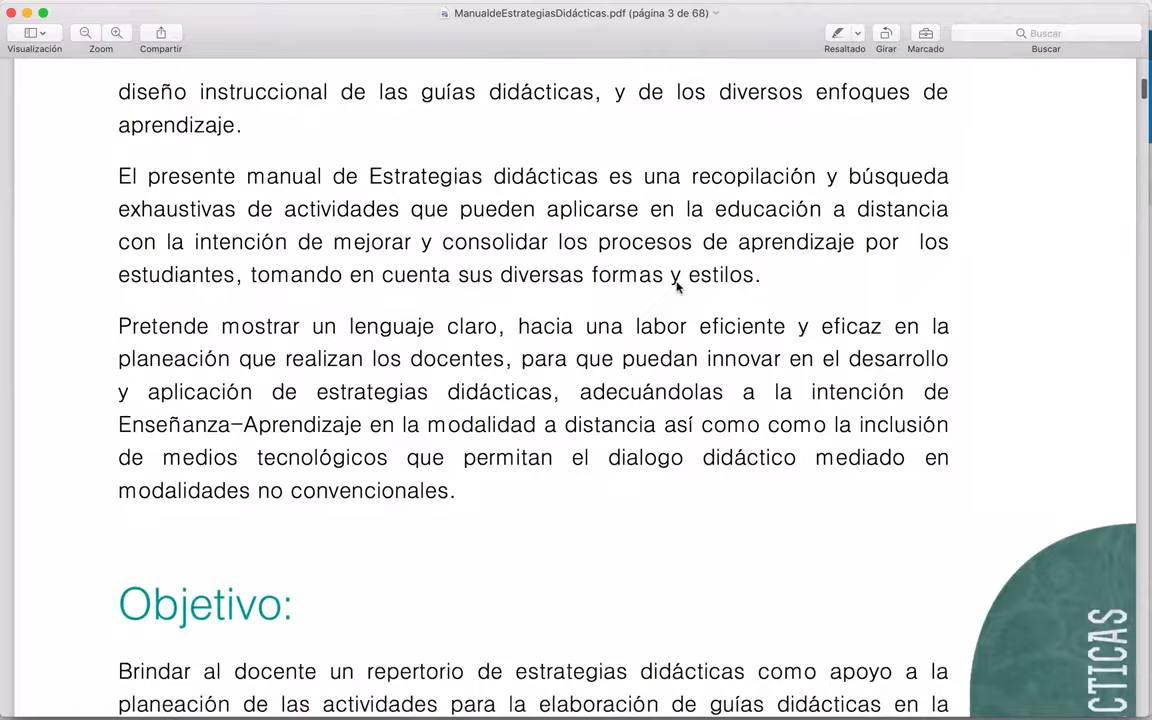 ManualdeEstrategiasDidácticas.pdf (página 3 de 68)
Visualización
Zoom
Compartir
Resaltado
Girar
Marcado
Buscar
Buscar
diseño instruccional de las guías didácticas, y de los diversos enfoques de
aprendizaje.
El presente manual de Estrategias didácticas es una recopilación y búsqueda
exhaustivas de actividades que pueden aplicarse en la educación a distancia
con la intención de mejorar y consolidar los procesos de aprendizaje por los
estudiantes, tomando en cuenta sus diversas formas y estilos.
Pretende mostrar un lenguaje claro, hacia una labor eficiente y eficaz en la
planeación que realizan los docentes, para que puedan innovar en el desarrollo
y aplicación de estrategias didácticas, adecuándolas a la intención de
Enseñanza-Aprendizaje en la modalidad a distancia así como como la inclusión
de medios tecnológicos que permitan el dialogo didáctico mediado en
modalidades no convencionales.
Objetivo:
Brindar al docente un repertorio de estrategias didácticas como apoyo a la
planeación de las actividades para la elaboración de guías didácticas en la
CTICAS